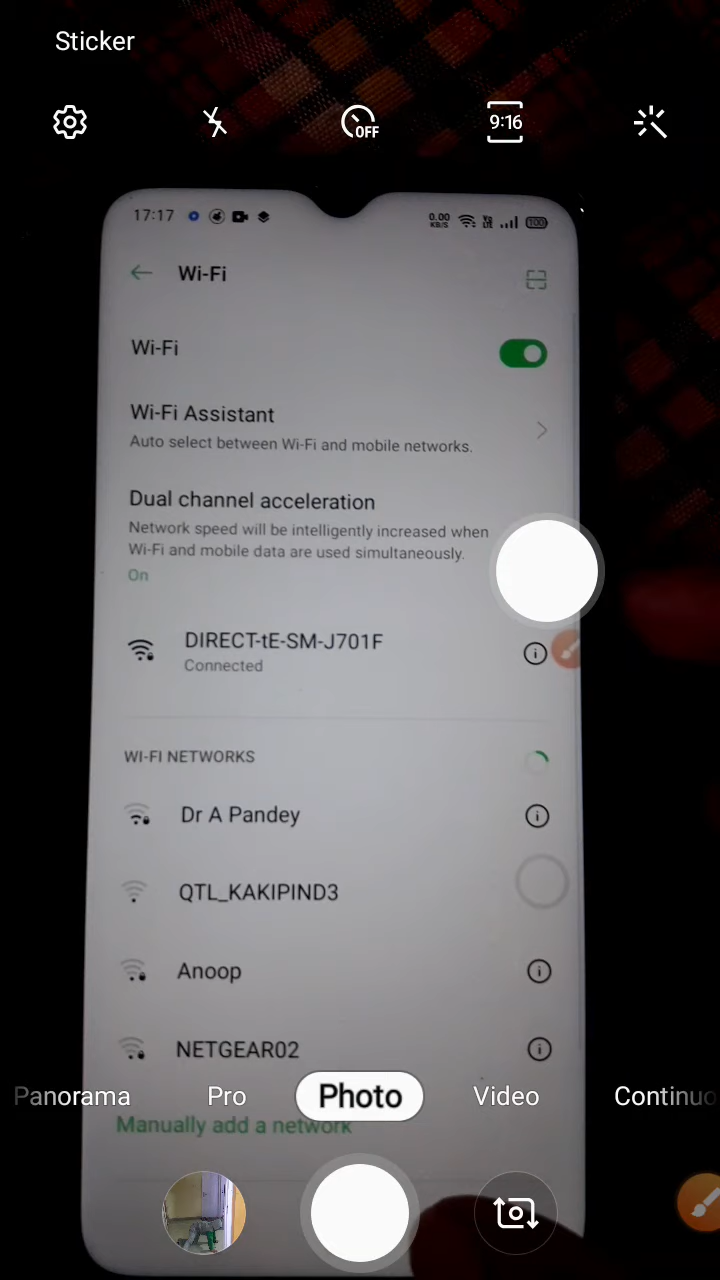 Sticker
OFF
9:16
17:17
0.00
KB/S
Vo
LTE
100
Wi-Fi
Wi-Fi
Wi-Fi Assistant
Auto select between Wi-Fi and mobile networks.
Dual channel acceleration
Network speed will be intelligently increased when
Wi-Fi and mobile data are used simultaneously.
On
DIRECT-tE-SM-J701F
Connected
WI-FI NETWORKS
Dr A Pandey
QTL_KAKIPIND3
Anoop
NETGEAR02
Panorama Pro Photo Video Continuo
Manually add a network